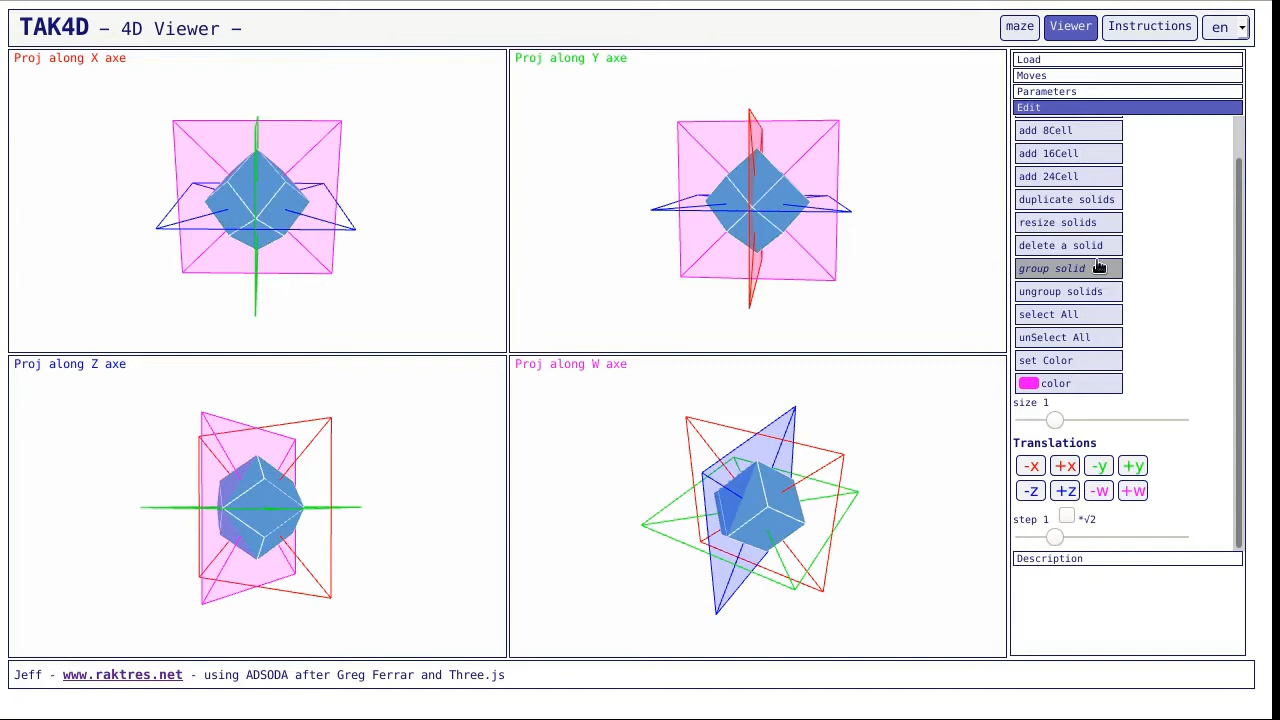 TAK4D – 4D Viewer –
maze
Viewer
Instructions
en
Proj along X axe
Proj along Y axe
Proj along Z axe
Proj along W axe
Load
Moves
Parameters
Edit
add 8Cell
add 16Cell
add 24Cell
duplicate solids
resize solids
delete a solid
group solid
ungroup solids
select All
unSelect All
set Color
color
size 1
Translations
-x +x -y +y
-z +z -w +w
step 1 *√2
Description
Jeff - www.raktres.net - using ADSODA after Greg Ferrar and Three.js